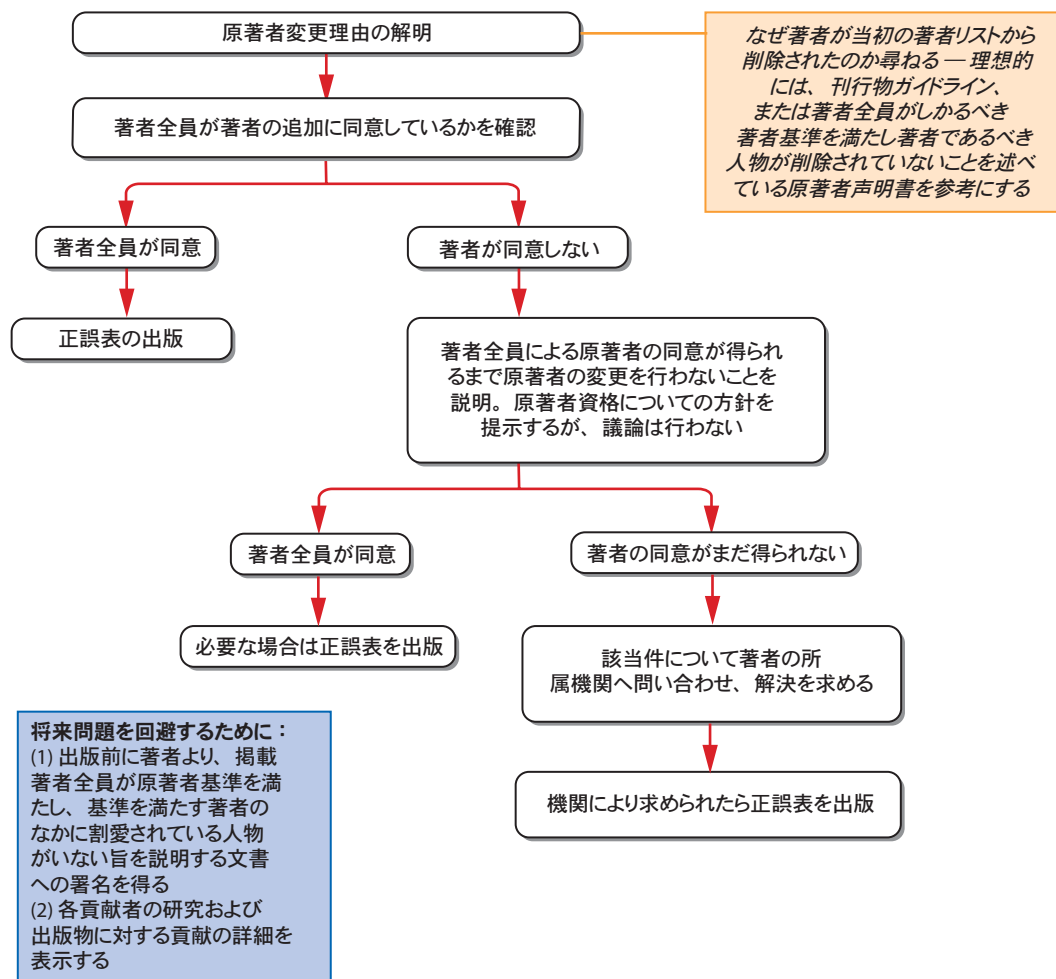 原著者変更理由の解明
なぜ著者が当初の著者リストから
削除されたのか尋ねる ― 理想的
には、刊行物ガイドライン、
または著者全員がしかるべき
著者基準を満たし著者であるべき
人物が削除されていないことを述べ
ている原著者声明書を参考にする
著者全員が著者の追加に同意しているかを確認
著者全員が同意
著者が同意しない
正誤表の出版
著者全員による原著者の同意が得られ
るまで原著者の変更を行わないことを
説明。原著者資格についての方針を
提示するが、議論は行わない
著者全員が同意
著者の同意がまだ得られない
必要な場合は正誤表を出版
該当件について著者の所
属機関へ問い合わせ、解決を求める
機関により求められたら正誤表を出版
将来問題を回避するために：
(1) 出版前に著者より、掲載
著者全員が原著者基準を満
たし、基準を満たす著者の
なかに割愛されている人物
がいない旨を説明する文書
への署名を得る
(2) 各貢献者の研究および
出版物に対する貢献の詳細を
表示する